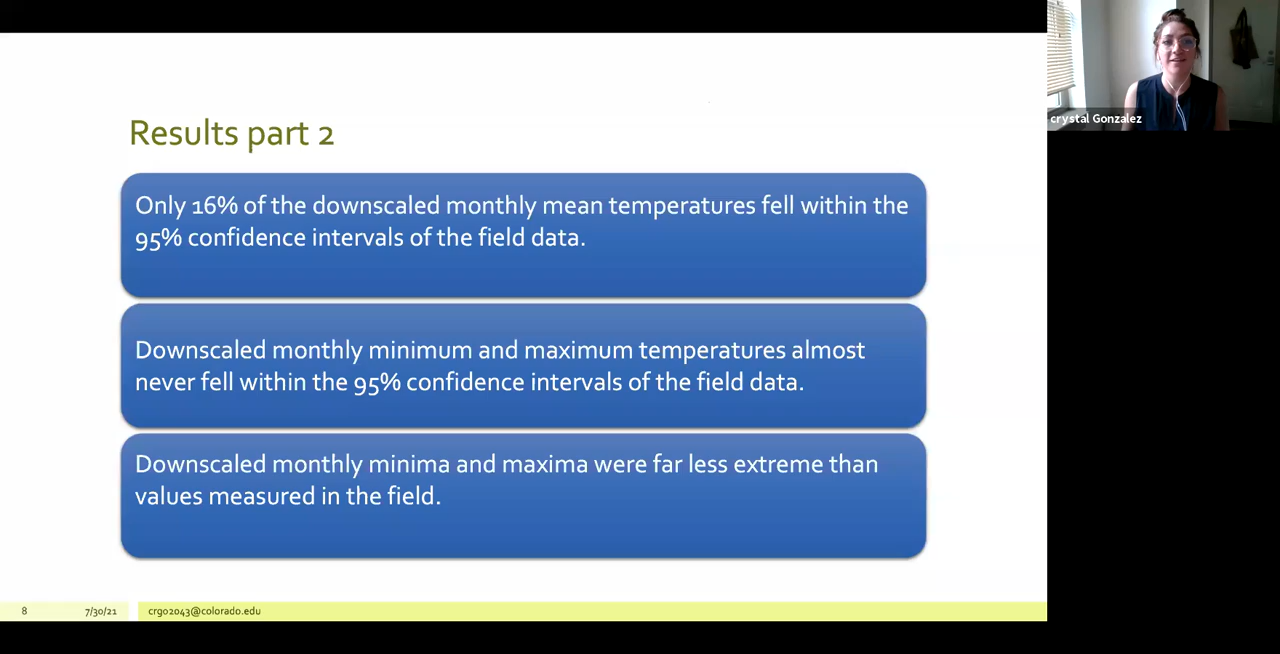 Results part 2
Only 16% of the downscaled monthly mean temperatures fell within the
95% confidence intervals of the field data.
Downscaled monthly minimum and maximum temperatures almost
never fell within the 95% confidence intervals of the field data.
Downscaled monthly minima and maxima were far less extreme than
values measured in the field.
8
7/30/21
crgo2043@colorado.edu
crystal Gonzalez